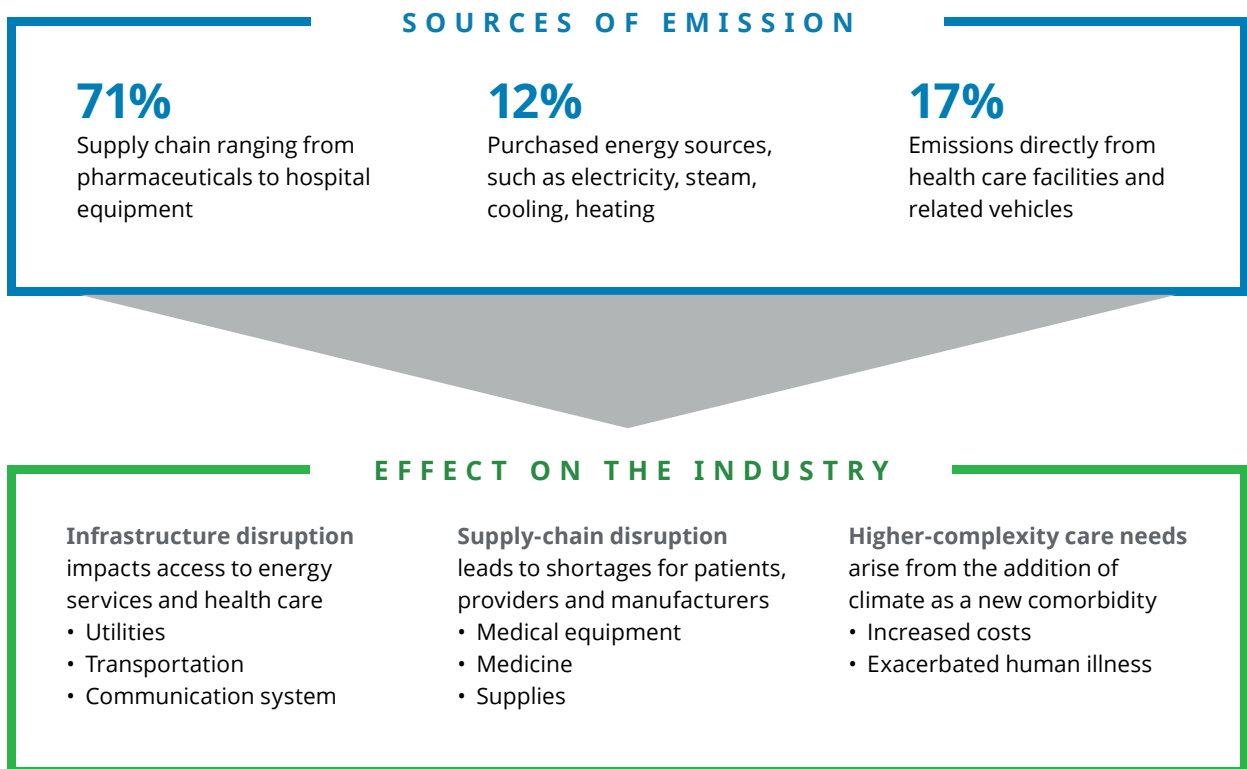 SOURCES OF EMISSION
71%
Supply chain ranging from
pharmaceuticals to hospital
equipment
12%
Purchased energy sources,
such as electricity, steam,
cooling, heating
17%
Emissions directly from
health care facilities and
related vehicles
EFFECT ON THE INDUSTRY
Infrastructure disruption
impacts access to energy
services and health care
• Utilities
• Transportation
• Communication system
Supply-chain disruption
leads to shortages for patients,
providers and manufacturers
• Medical equipment
• Medicine
• Supplies
Higher-complexity care needs
arise from the addition of
climate as a new comorbidity
• Increased costs
• Exacerbated human illness